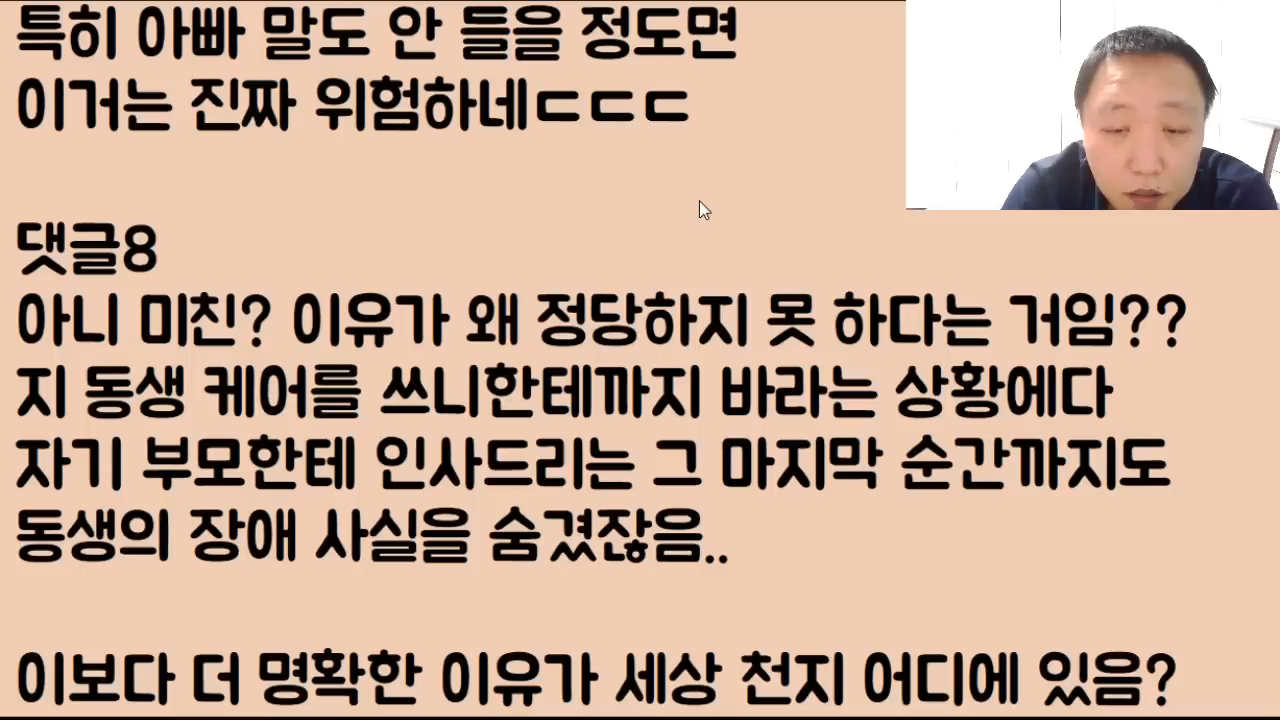 특히 아빠 말도 안 들을 정도면
이거는 진짜 위험하네ㄷㄷㄷ
댓글8
아니 미친? 이유가 왜 정당하지 못 하다는 거임??
지 동생 케어를 쓰니한테까지 바라는 상황에다
자기 부모한테 인사드리는 그 마지막 순간까지도
동생의 장애 사실을 숨겼잖음..
이보다 더 명확한 이유가 세상 천지 어디에 있음?